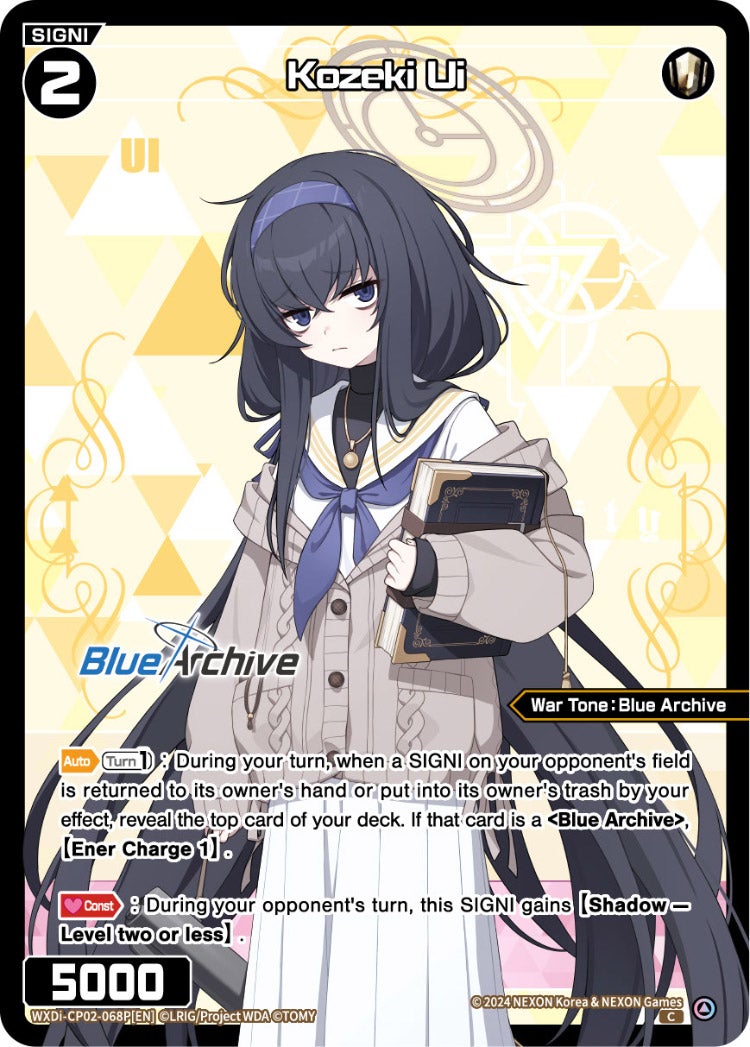 SIGNI
2
Kozeki Ui
UI
Blue Archive
War Tone:Blue Archive
Auto Turn 1 : During your turn, when a SIGNI on your opponent's field
is returned to its owner's hand or put into its owner's trash by your
effect, reveal the top card of your deck. If that card is a <Blue Archive>,
【Ener Charge 1】.
Const : During your opponent's turn, this SIGNI gains 【Shadow —
Level two or less】.
5000
WXDi-CP02-068P[EN] ©LRIG/Project WDA ©TOMY
©2024 NEXON Korea & NEXON Games
C